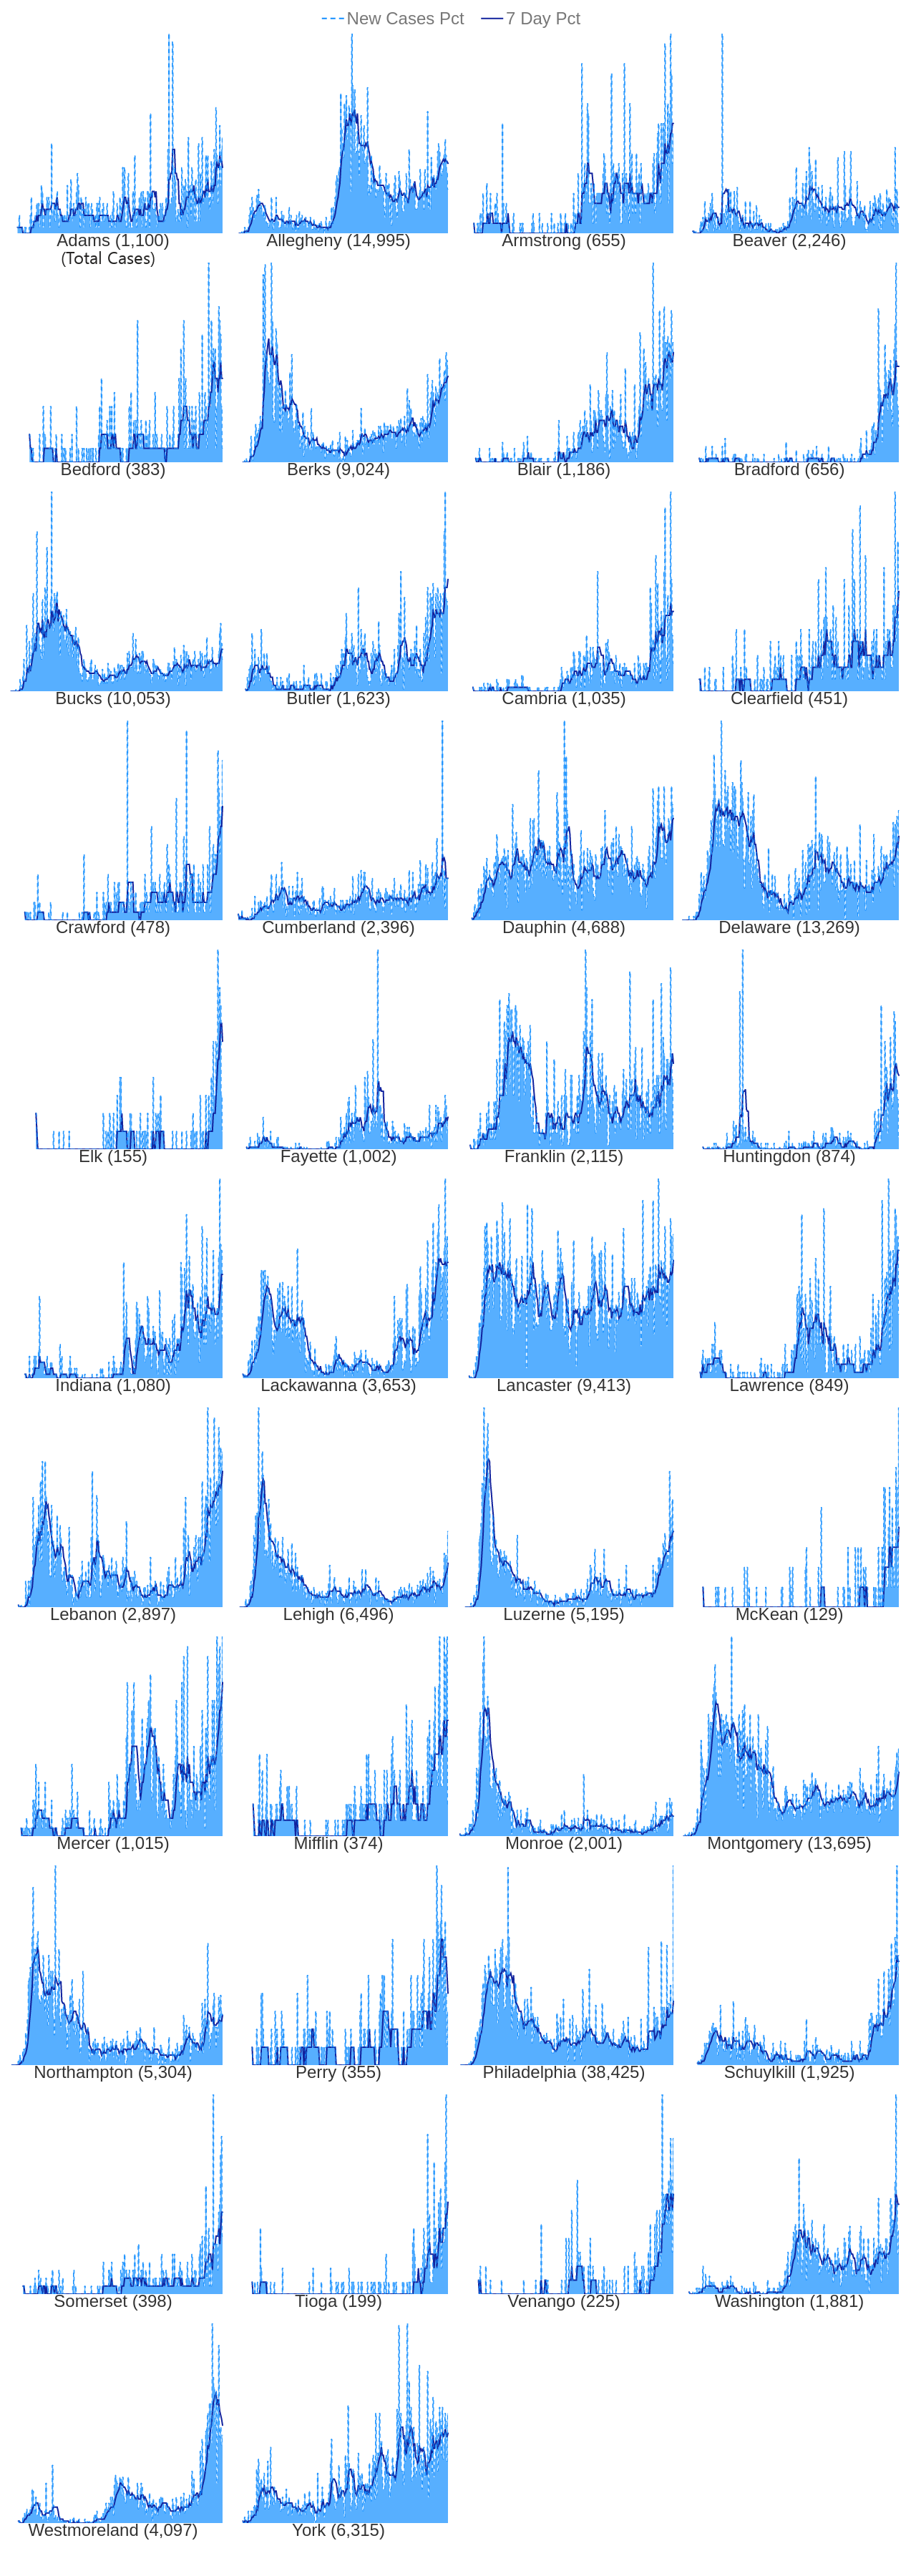 New Cases Pct 7 Day Pct
Adams (1,100) Allegheny (14,995) Armstrong (655) Beaver (2,246)
(Total Cases)
Bedford (383) Berks (9,024) Blair (1,186) Bradford (656)
Bucks (10,053) Butler (1,623) Cambria (1,035) Clearfield (451)
Crawford (478) Cumberland (2,396) Dauphin (4,688) Delaware (13,269)
Elk (155) Fayette (1,002) Franklin (2,115) Huntingdon (874)
Indiana (1,080) Lackawanna (3,653) Lancaster (9,413) Lawrence (849)
Lebanon (2,897) Lehigh (6,496) Luzerne (5,195) McKean (129)
Mercer (1,015) Mifflin (374) Monroe (2,001) Montgomery (13,695)
Northampton (5,304) Perry (355) Philadelphia (38,425) Schuylkill (1,925)
Somerset (398) Tioga (199) Venango (225) Washington (1,881)
Westmoreland (4,097) York (6,315)